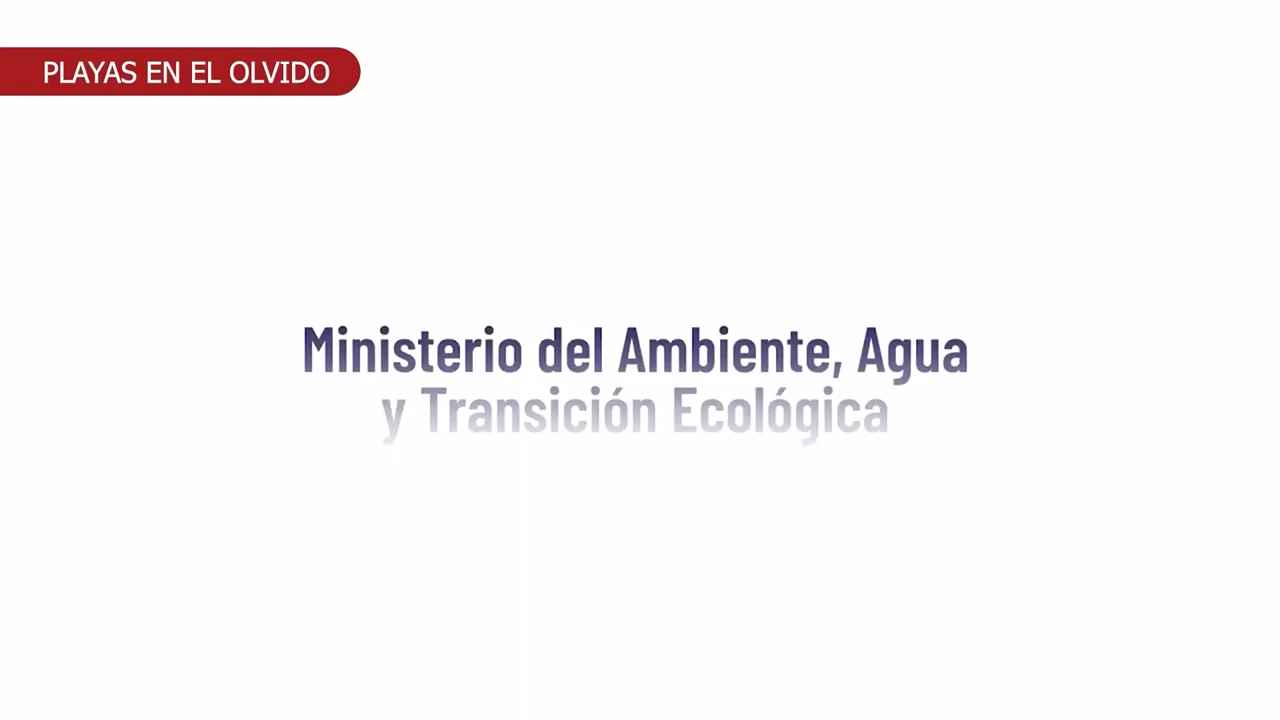 PLAYAS EN EL OLVIDO
Ministerio del Ambiente, Agua
y Transición Ecológica